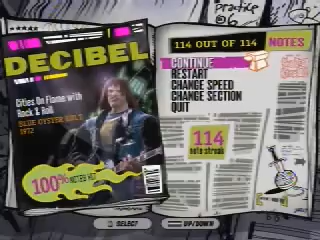 Practice
DECIBEL
Cities On Flame with
Rock & Roll
BLUE OYSTER CULT
1972
100% NOTES HIT
114 OUT OF 114 NOTES
CONTINUE
RESTART
CHANGE SPEED
CHANGE SECTION
QUIT
114
note streak
SELECT
UP/DOWN